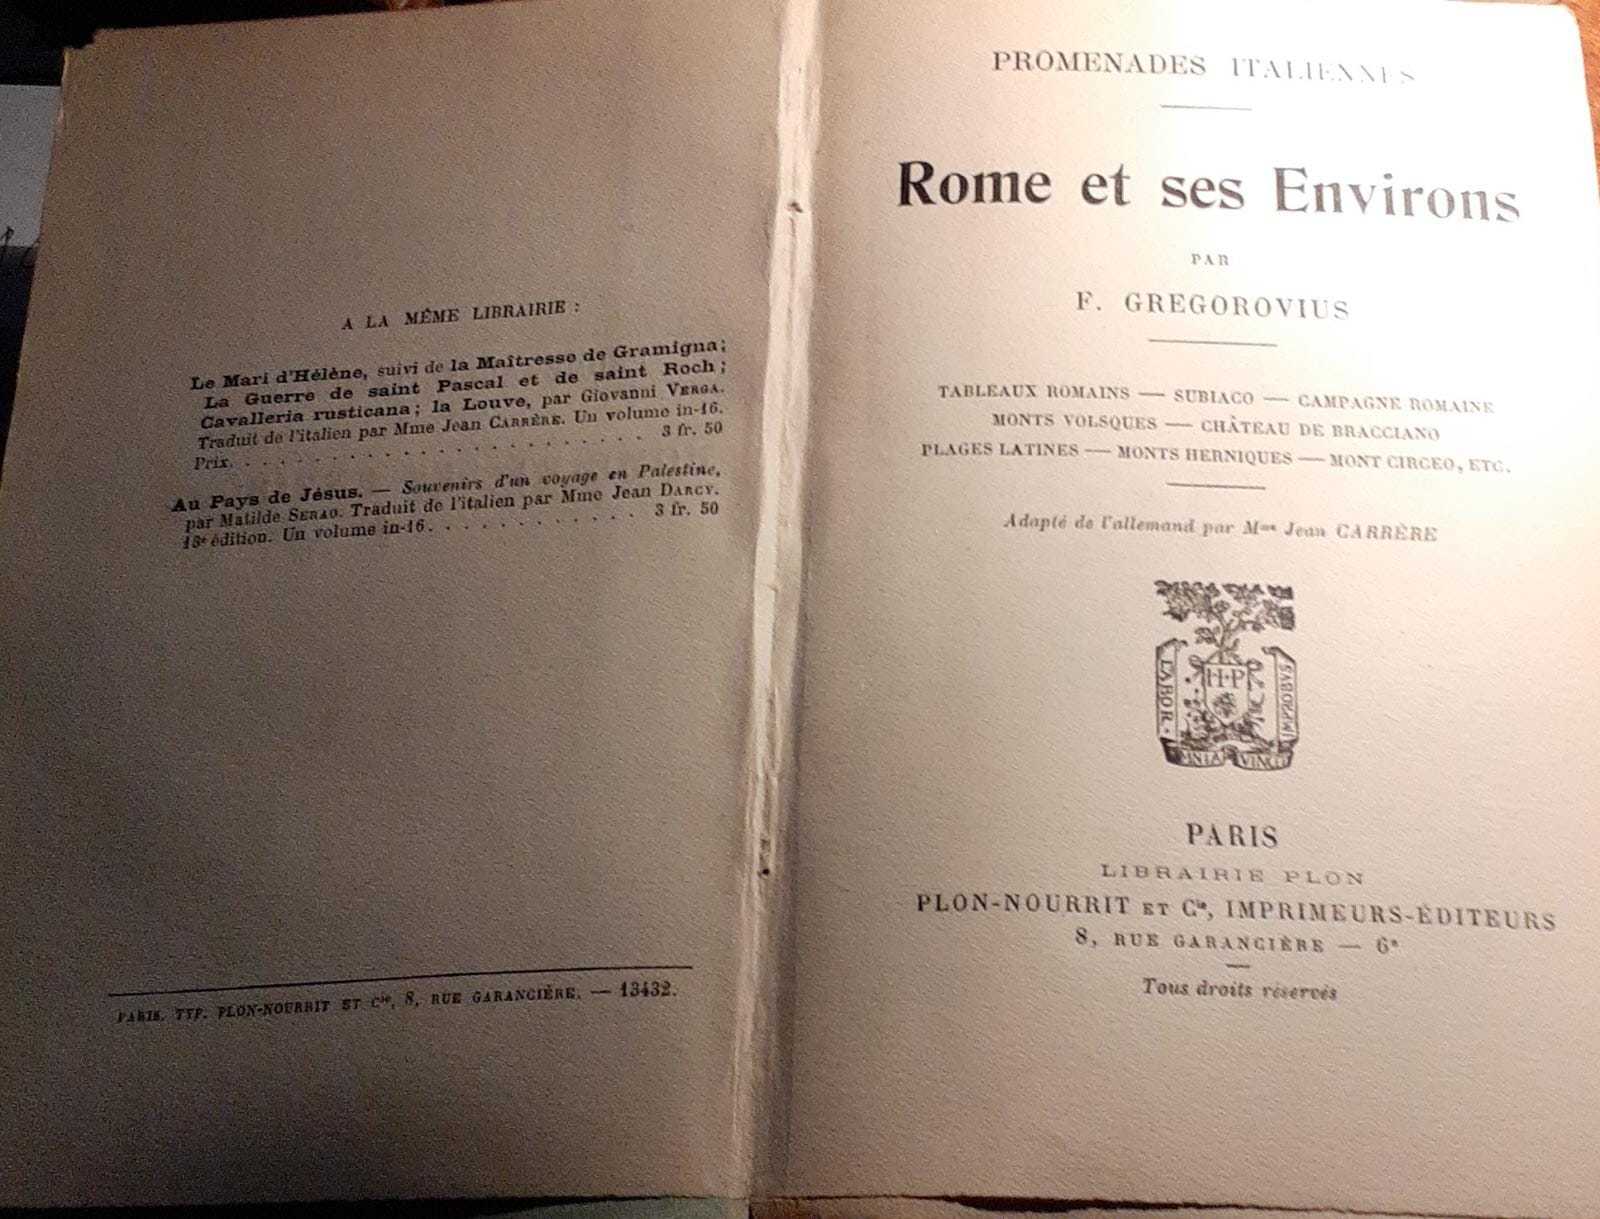 A LA MÊME LIBRAIRIE :
Le Mari d'Hélène, suivi de la Maîtresse de Gramigna;
La Guerre de saint Pascal et de saint Roch;
Cavalleria rusticana; la Louve, par Giovanni VERGA.
Traduit de l'italien par Mme Jean CARRÈRE. Un volume in-16.
Prix. . . . . . . . . . . . . . . . . . . 3 fr. 50
Au Pays de Jésus. — Souvenirs d'un voyage en Palestine,
par Matilde SERAO. Traduit de l'italien par Mme Jean DARCY.
13e édition. Un volume in-16. . . . . . . . . . . . 3 fr. 50
PARIS. TYP. PLON-NOURRIT ET Cie, 8, RUE GARANCIÈRE. — 13432.
PROMENADES ITALIENNES
Rome et ses Environs
PAR
F. GREGOROVIUS
TABLEAUX ROMAINS — SUBIACO — CAMPAGNE ROMAINE
MONTS VOLSQUES — CHÂTEAU DE BRACCIANO
PLAGES LATINES — MONTS HERNIQUES — MONT CIRCEO, ETC.
Adapté de l'allemand par Mme Jean CARRÈRE
H·P
LABOR·
IMPROBVS
OMNIA VINCIT
PARIS
LIBRAIRIE PLON
PLON-NOURRIT ET Cie, IMPRIMEURS-ÉDITEURS
8, RUE GARANCIÈRE — 6e
Tous droits réservés